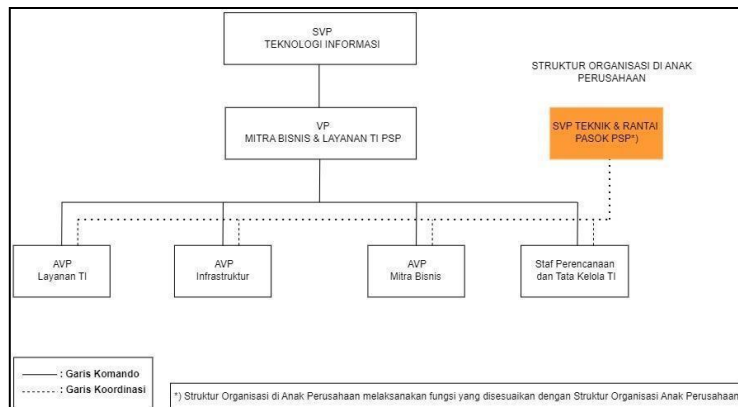 SVP
TEKNOLOGI INFORMASI
STRUKTUR ORGANISASI DI ANAK
PERUSAHAAN
VP
MITRA BISNIS & LAYANAN TI PSP
SVP TEKNIK & RANTAI
PASOK PSP*)
AVP
Layanan TI
AVP
Infrastruktur
AVP
Mitra Bisnis
Staf Perencanaan
dan Tata Kelola TI
: Garis Komando
: Garis Koordinasi
*) Struktur Organisasi di Anak Perusahaan melaksanakan fungsi yang disesuaikan dengan Struktur Organisasi Anak Perusahaan